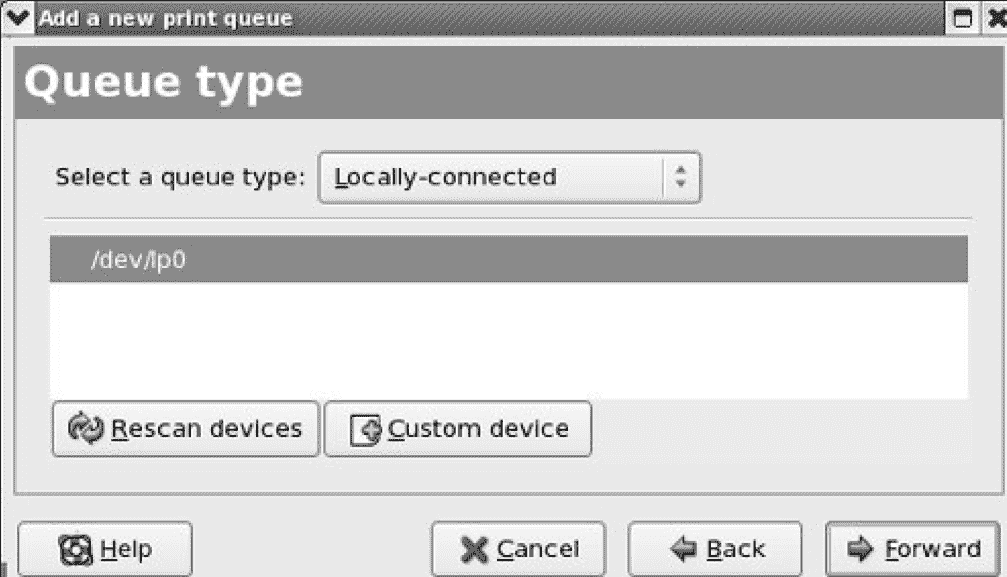 Add a new print queue
Queue type
Select a queue type: Locally-connected
/dev/lp0
Rescan devices Custom device
Help Cancel Back Forward